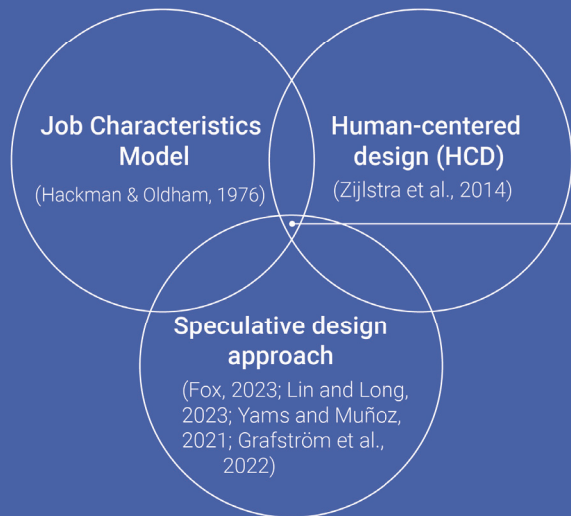 Job Characteristics
Model
(Hackman & Oldham, 1976)
Human-centered
design (HCD)
(Zijlstra et al., 2014)
Speculative design
approach
(Fox, 2023; Lin and Long,
2023; Yams and Muñoz,
2021; Grafström et al.,
2022)